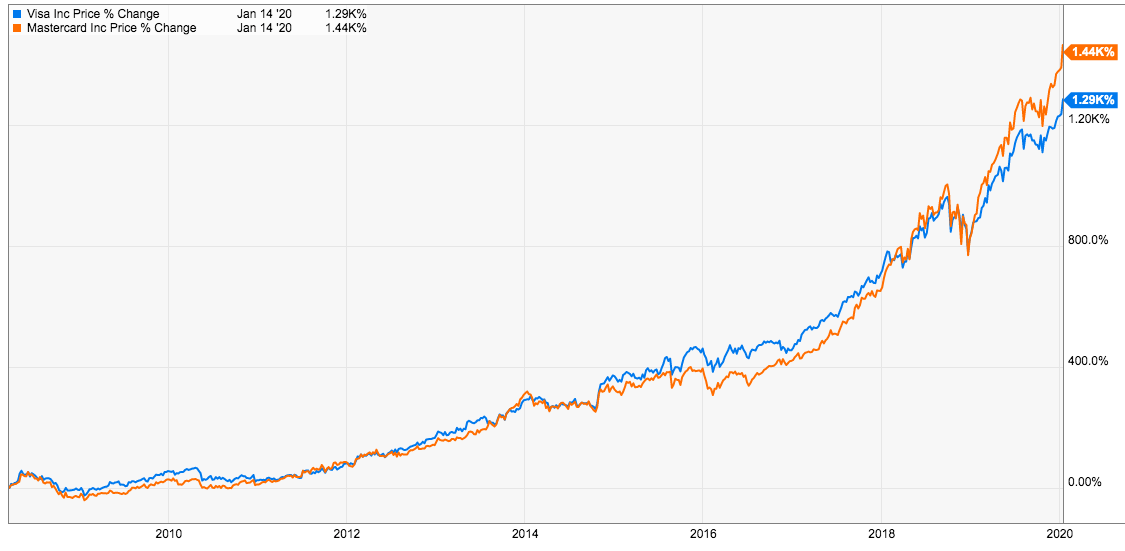 Visa Inc Price % Change Jan 14 '20 1.29K%
Mastercard Inc Price % Change Jan 14 '20 1.44K%
1.44K%
1.29K%
1.20K%
800.0%
400.0%
0.00%
2010 2012 2014 2016 2018 2020